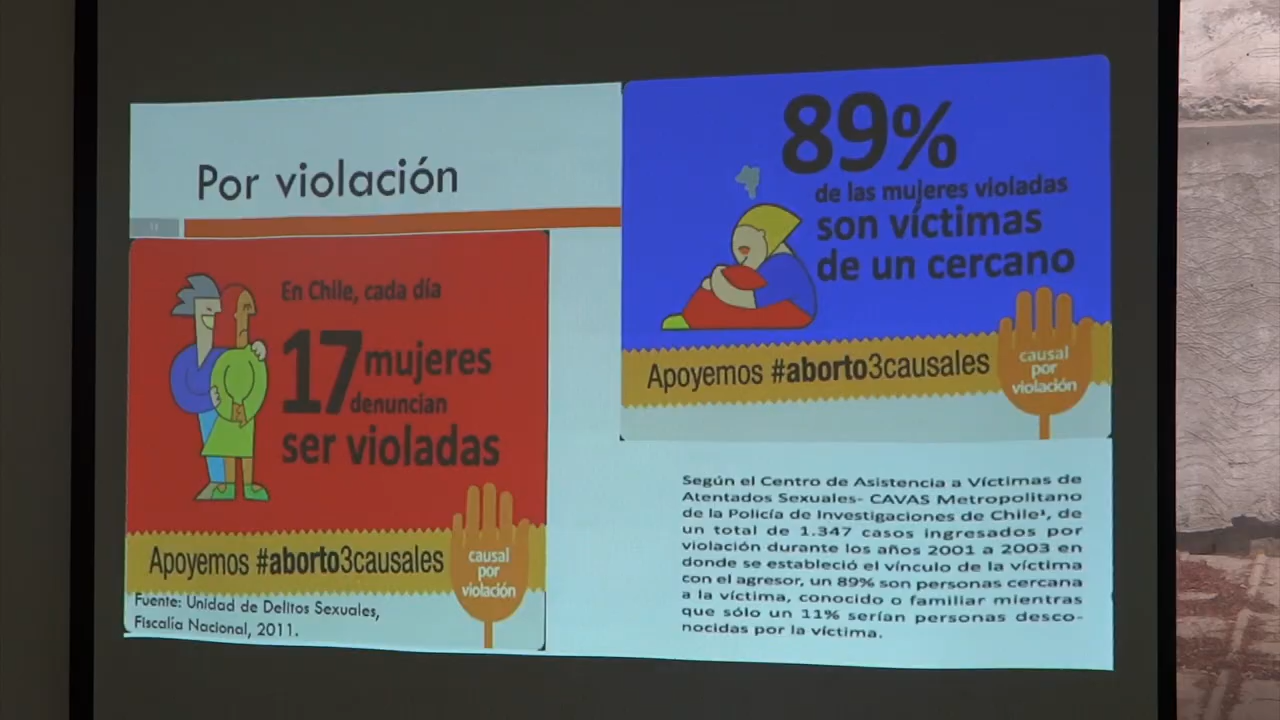 Por violación
En Chile, cada día
17 mujeres
denuncian
ser violadas
Apoyemos #aborto3causales
causal
por
violación
Fuente: Unidad de Delitos Sexuales,
Fiscalía Nacional, 2011.
89%
de las mujeres violadas
son víctimas
de un cercano
Apoyemos #aborto3causales
causal
por
violación
Según el Centro de Asistencia a Víctimas de
Atentados Sexuales- CAVAS Metropolitano
de la Policía de Investigaciones de Chile¹, de
un total de 1.347 casos ingresados por
violación durante los años 2001 a 2003 en
donde se estableció el vínculo de la víctima
con el agresor, un 89% son personas cercana
a la víctima, conocido o familiar mientras
que sólo un 11% serían personas desco-
nocidas por la víctima.